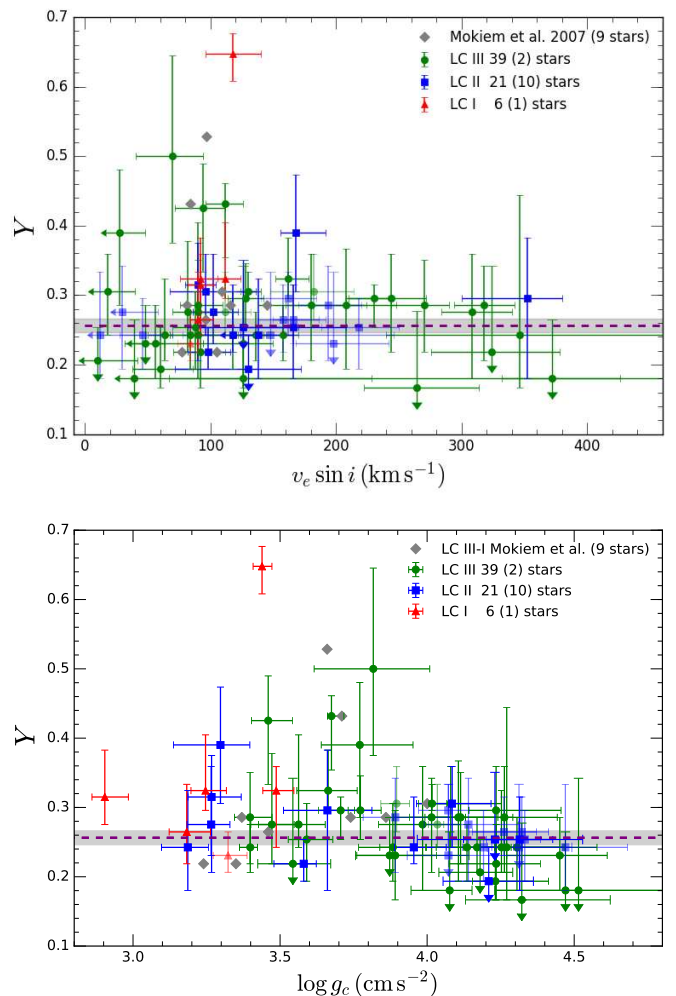 0.7
0.6
0.5
0.4
0.3
0.2
0.1
Y
Mokiem et al. 2007 (9 stars)
LC III 39 (2) stars
LC II 21 (10) stars
LC I 6 (1) stars
0 100 200 300 400
v_e sin i (km s⁻¹)
0.7
0.6
0.5
0.4
0.3
0.2
0.1
Y
LC III-I Mokiem et al. (9 stars)
LC III 39 (2) stars
LC II 21 (10) stars
LC I 6 (1) stars
3.0 3.5 4.0 4.5
log g_c (cm s⁻²)